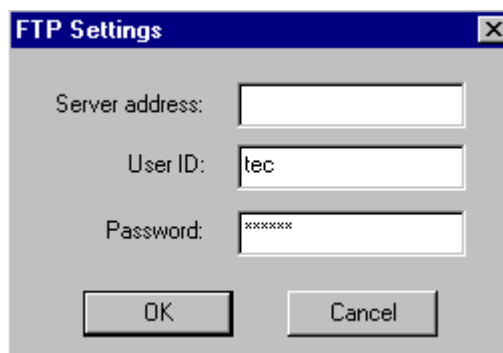 FTP Settings
Server address:
User ID: tec
Password: ******
OK Cancel